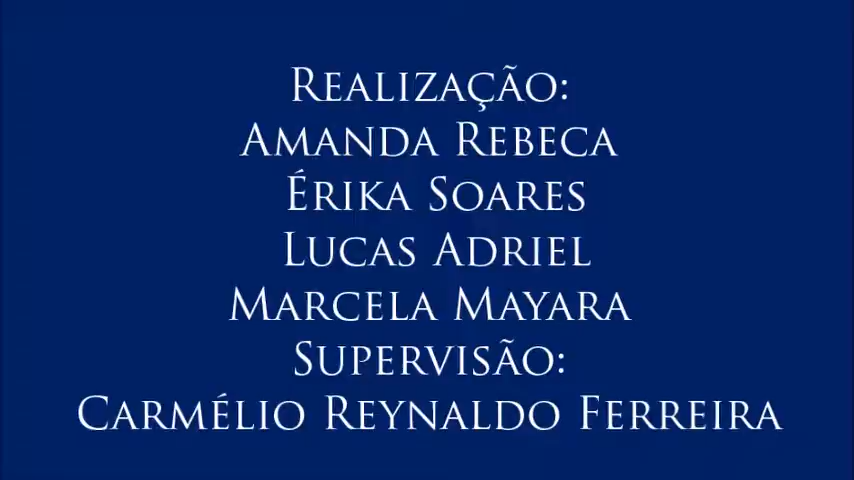 Realização:
Amanda Rebeca
Érika Soares
Lucas Adriel
Marcela Mayara
Supervisão:
Carmélio Reynaldo Ferreira